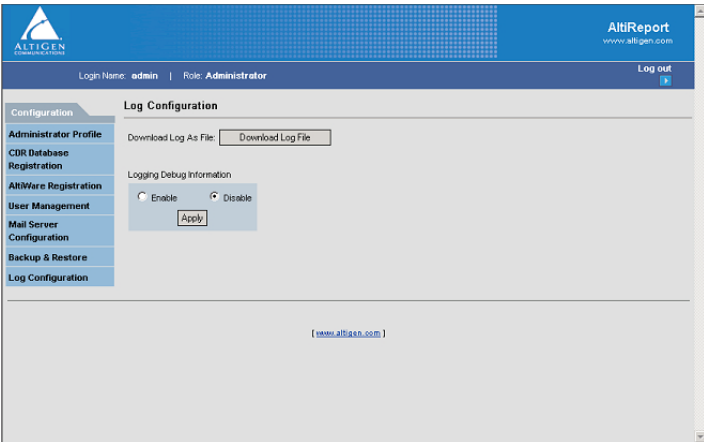 ALTIGEN
COMMUNICATIONS
AltiReport
www.altigen.com
Login Name: admin | Role: Administrator
Log out
Configuration
Administrator Profile
CDR Database
Registration
AltiWare Registration
User Management
Mail Server
Configuration
Backup & Restore
Log Configuration
Log Configuration
Download Log As File: Download Log File
Logging Debug Information
Enable Disable
Apply
[ www.altigen.com ]